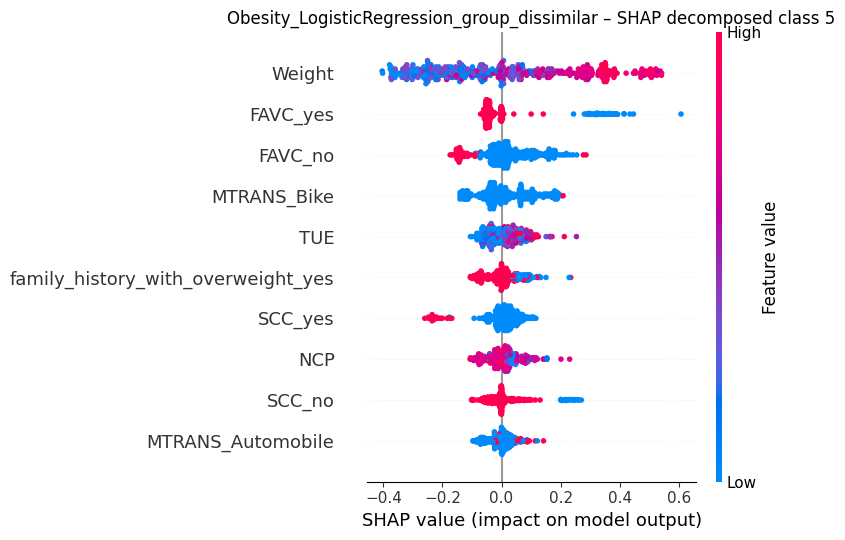 Obesity_LogisticRegression_group_dissimilar – SHAP decomposed class 5
High
Weight
FAVC_yes
FAVC_no
MTRANS_Bike
TUE
family_history_with_overweight_yes
SCC_yes
NCP
SCC_no
MTRANS_Automobile
Feature value
Low
−0.4 −0.2 0.0 0.2 0.4 0.6
SHAP value (impact on model output)